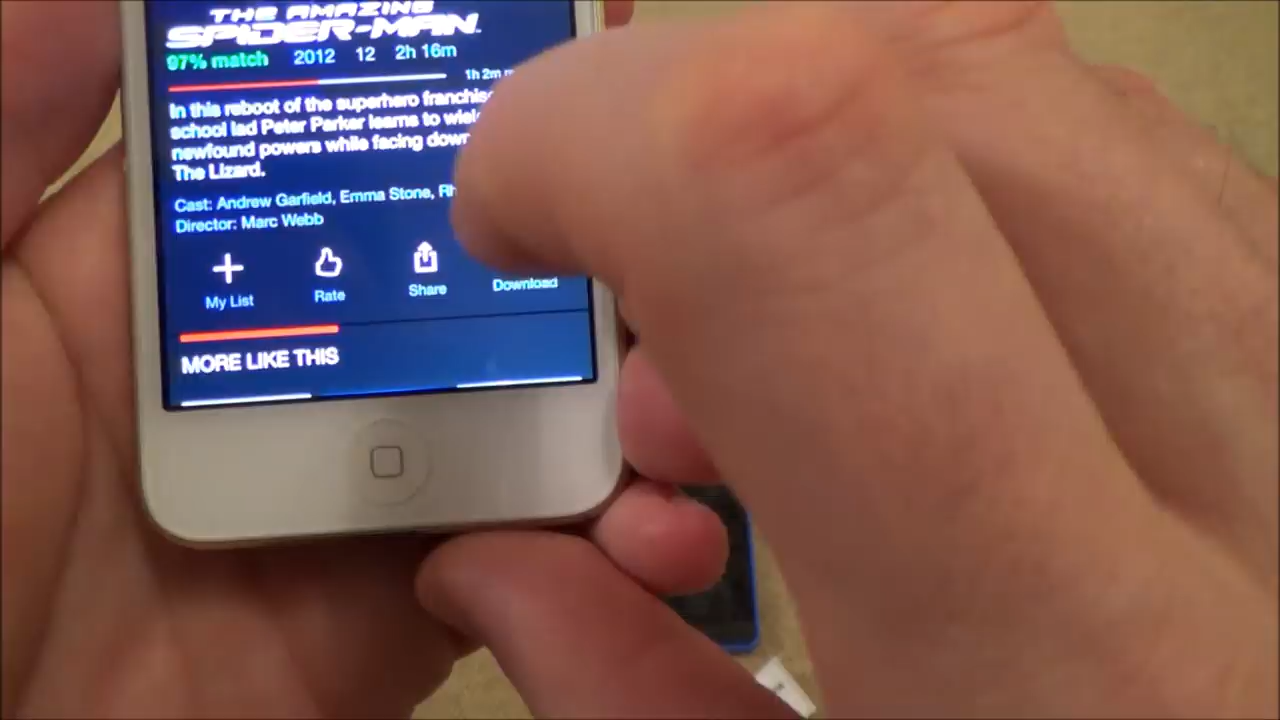 THE AMAZING
SPIDER-MAN
97% match 2012 12 2h 16m
1h 2m
In this reboot of the superhero franchise
school lad Peter Parker learns to
newfound powers while facing down
The Lizard.
Cast: Andrew Garfield, Emma Stone,
Director: Marc Webb
My List Rate Share Download
MORE LIKE THIS